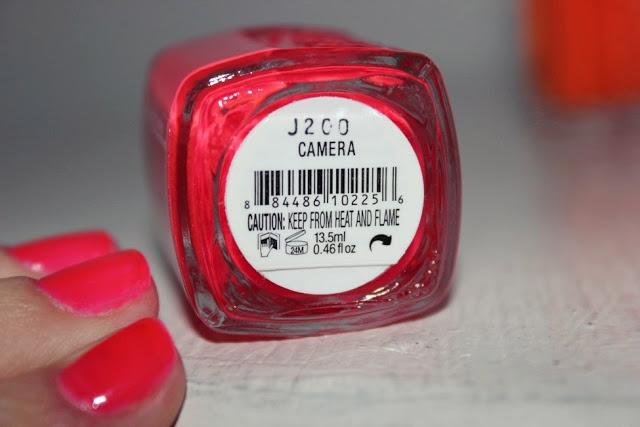 J200
CAMERA
8 84486 10225 6
CAUTION: KEEP FROM HEAT AND FLAME
24M
13.5ml
0.46 fl oz